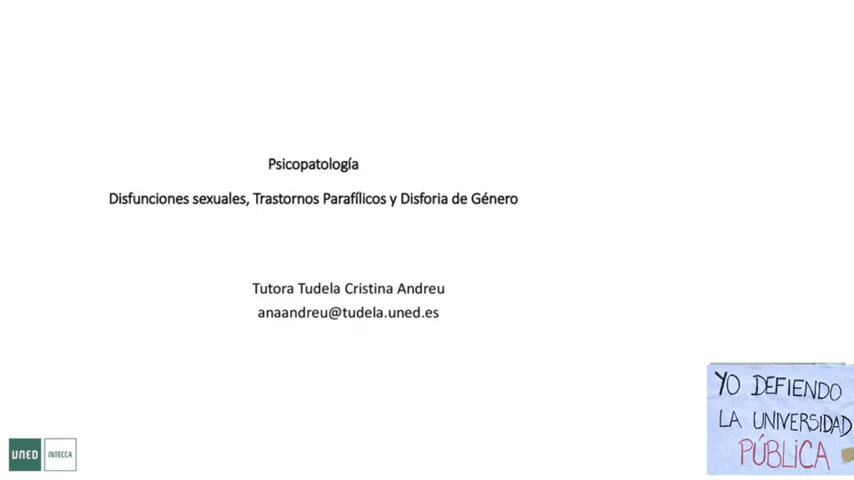 Psicopatología
Disfunciones sexuales, Trastornos Parafílicos y Disforia de Género
Tutora Tudela Cristina Andreu
anaandreu@tudela.uned.es
YO DEFIENDO
LA UNIVERSIDAD
PÚBLICA
UNED INTECCA